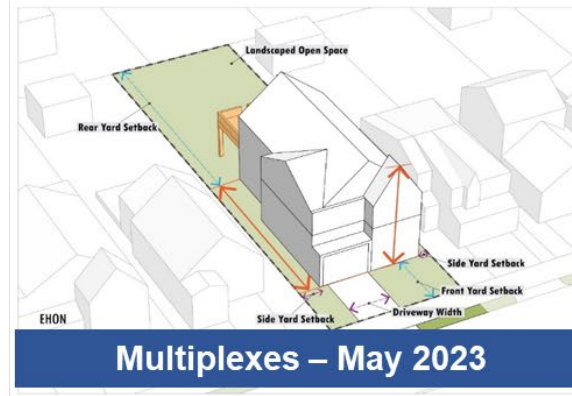 Landscaped Open Space
Rear Yard Setback
Side Yard Setback
Front Yard Setback
Driveway Width
Side Yard Setback
EHON
Multiplexes – May 2023